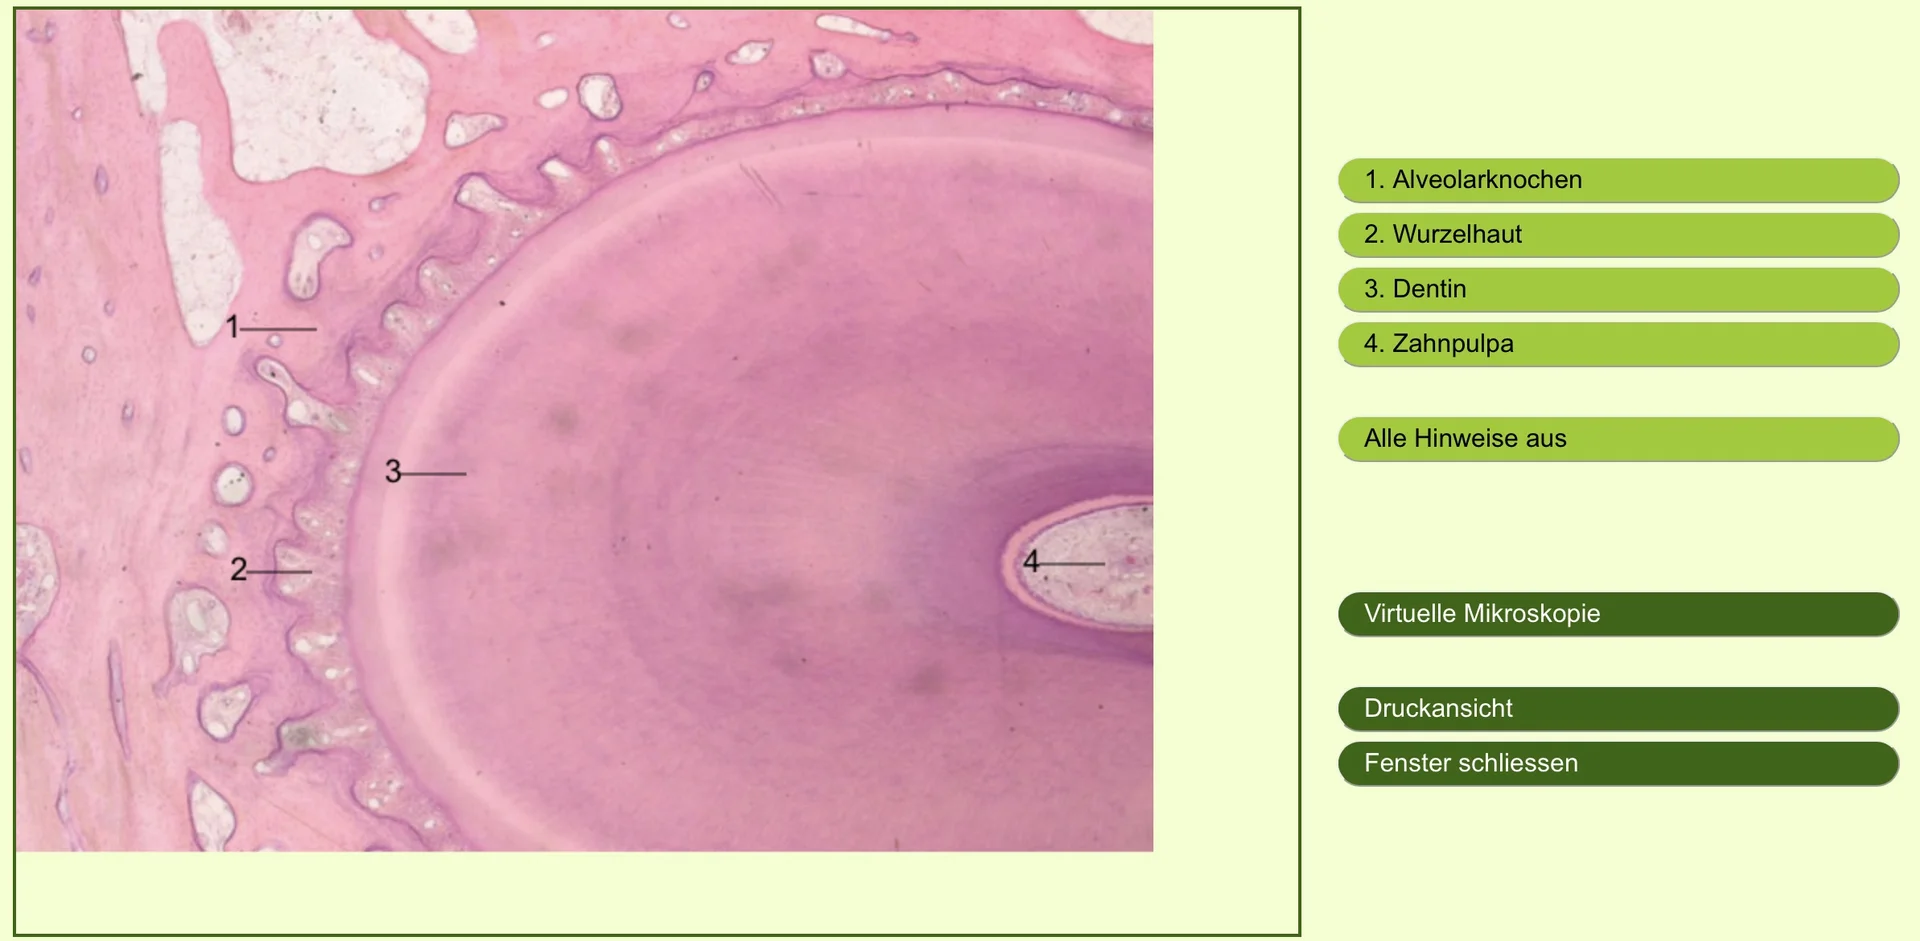 1
3
2
4
1. Alveolarknochen
2. Wurzelhaut
3. Dentin
4. Zahnpulpa
Alle Hinweise aus
Virtuelle Mikroskopie
Druckansicht
Fenster schliessen